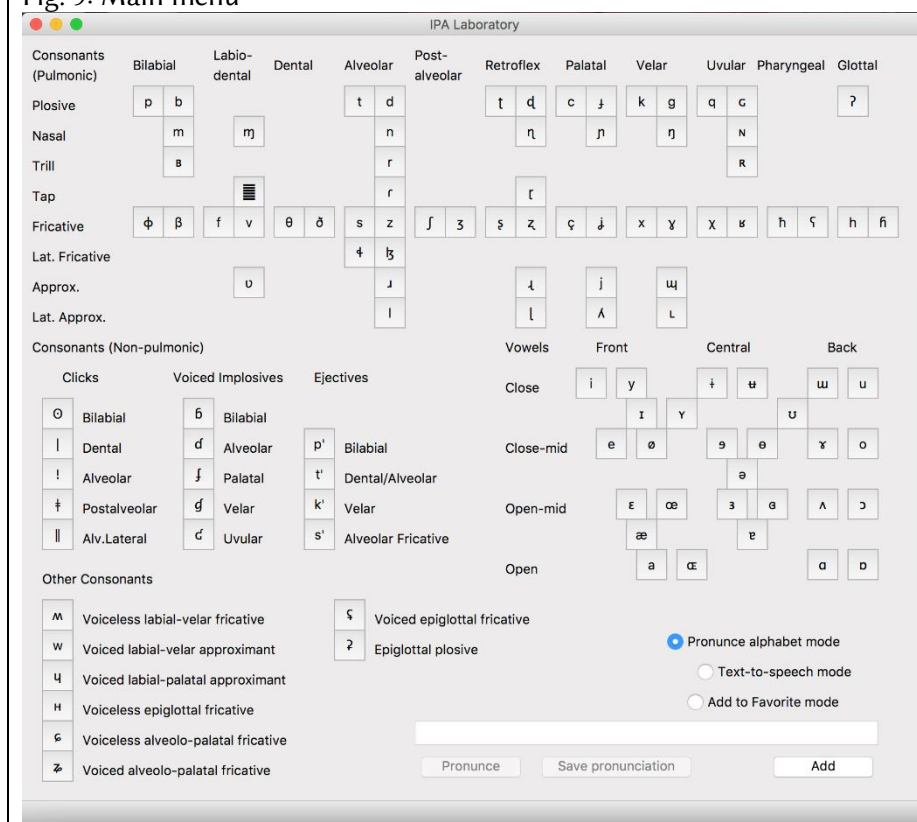 Fig. 9: Main menu
IPA Laboratory
Consonants (Pulmonic) Bilabial Labio-dental Dental Alveolar Post-alveolar Retroflex Palatal Velar Uvular Pharyngeal Glottal
Plosive p b t d ʈ ɖ c ɟ k g q ɢ ʔ
Nasal m ɱ n ɳ ɲ ŋ ɴ
Trill ʙ r ʀ
Tap ɾ ɽ
Fricative ɸ β f v θ ð s z ʃ ʒ ʂ ʐ ç ʝ x ɣ χ ʁ ħ ʕ h ɦ
Lat. Fricative ɬ ɮ
Approx. ʋ ɹ ɻ j ɰ
Lat. Approx. l ɭ ʎ ʟ
Consonants (Non-pulmonic)
Clicks Voiced Implosives Ejectives
ʘ Bilabial ɓ Bilabial
ǀ Dental ɗ Alveolar p' Bilabial
ǃ Alveolar ʄ Palatal t' Dental/Alveolar
ǂ Postalveolar ɠ Velar k' Velar
ǁ Alv.Lateral ʛ Uvular s' Alveolar Fricative
Vowels Front Central Back
Close i y ɨ ʉ ɯ u
ɪ ʏ ʊ
Close-mid e ø ɘ ɵ ɤ o
ə
Open-mid ɛ œ ɜ ɞ ʌ ɔ
æ ɐ
Open a ɶ ɑ ɒ
Other Consonants
ʍ Voiceless labial-velar fricative ʢ Voiced epiglottal fricative
w Voiced labial-velar approximant ʡ Epiglottal plosive
ɥ Voiced labial-palatal approximant
ʜ Voiceless epiglottal fricative
ɕ Voiceless alveolo-palatal fricative
ʑ Voiced alveolo-palatal fricative
Pronunce alphabet mode
Text-to-speech mode
Add to Favorite mode
Pronunce Save pronunciation Add